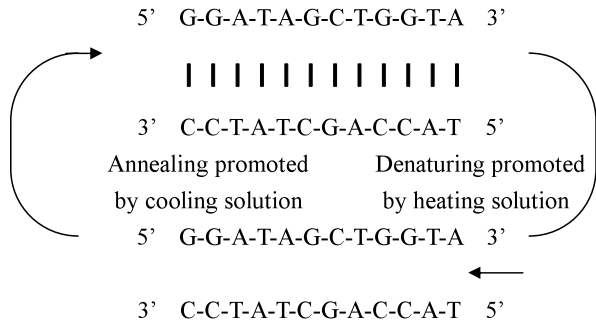 5’ G-G-A-T-A-G-C-T-G-G-T-A 3’
3’ C-C-T-A-T-C-G-A-C-C-A-T 5’
Annealing promoted by cooling solution
Denaturing promoted by heating solution
5’ G-G-A-T-A-G-C-T-G-G-T-A 3’
3’ C-C-T-A-T-C-G-A-C-C-A-T 5’